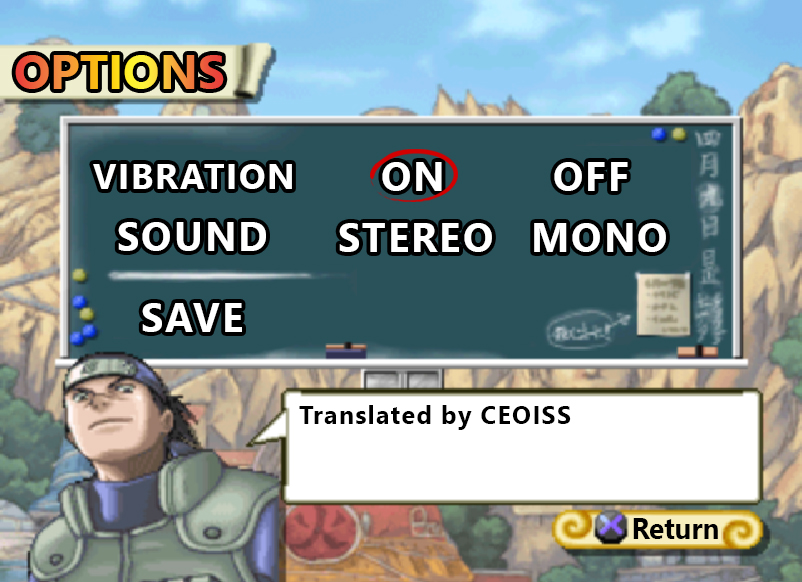 OPTIONS
VIBRATION ON OFF
SOUND STEREO MONO
SAVE
Translated by CEOISS
Return